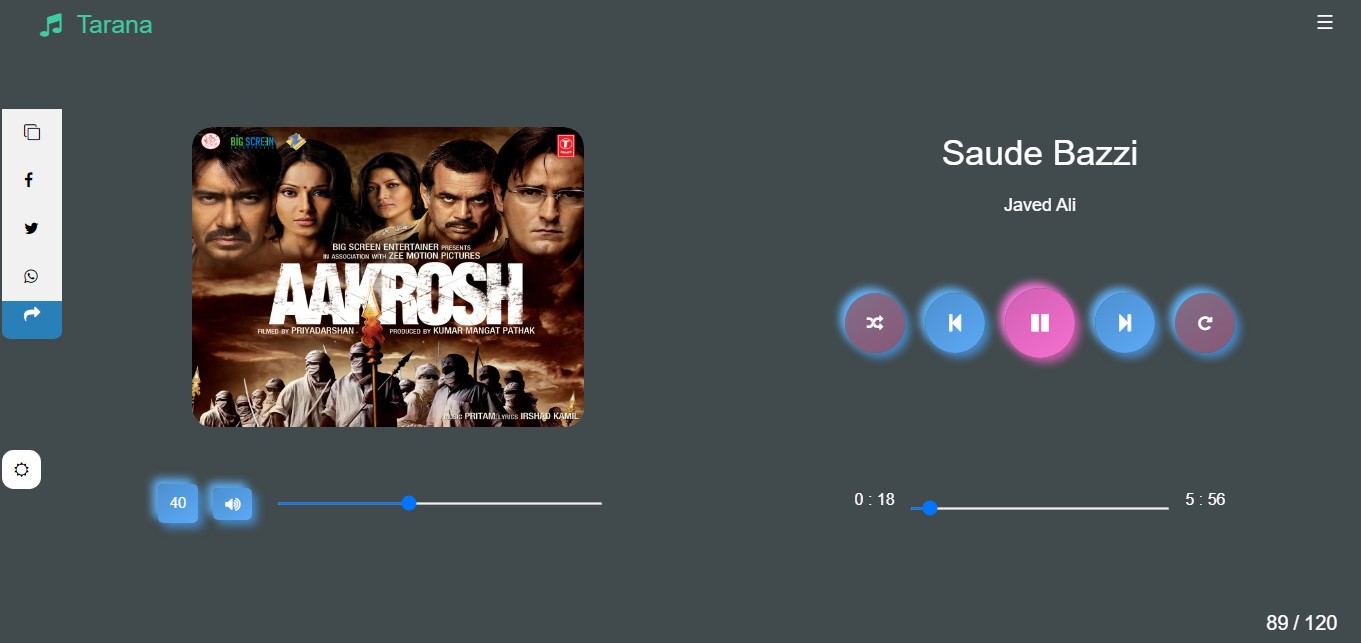 Tarana
BIG SCREEN
BIG SCREEN ENTERTAINER PRESENTS
IN ASSOCIATION WITH ZEE MOTION PICTURES
AAKROSH
FILMED BY PRIYADARSHAN PRODUCED BY KUMAR MANGAT PATHAK
MUSIC PRITAM LYRICS IRSHAD KAMIL
Saude Bazzi
Javed Ali
40
0 : 18
5 : 56
89 / 120